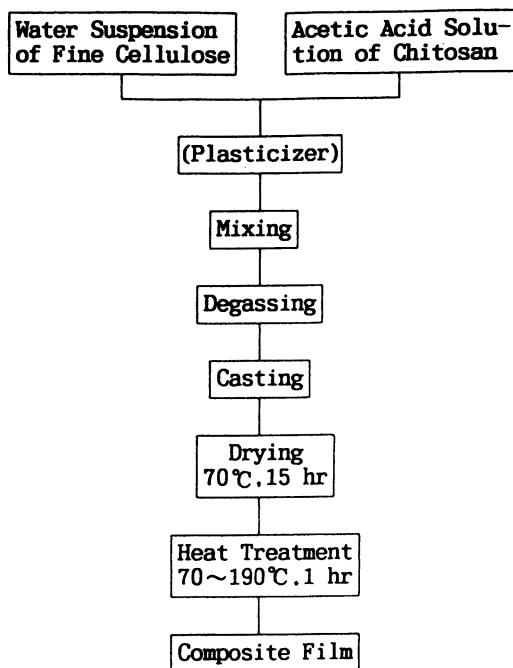 Water Suspension
of Fine Cellulose
Acetic Acid Solu-
tion of Chitosan
(Plasticizer)
Mixing
Degassing
Casting
Drying
70℃.15 hr
Heat Treatment
70~190℃.1 hr
Composite Film